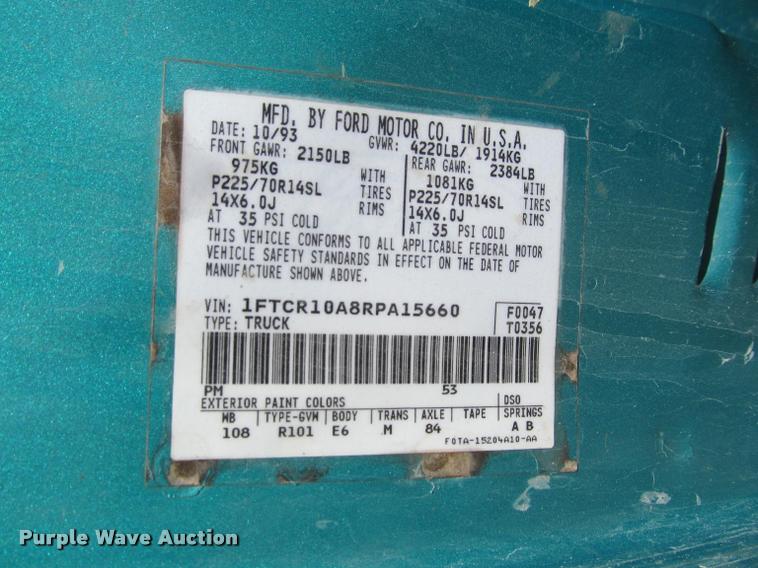 MFD. BY FORD MOTOR CO. IN U.S.A.
DATE: 10/93 GVWR: 4220LB/ 1914KG
FRONT GAWR: 2150LB REAR GAWR: 2384LB
975KG WITH 1081KG WITH
P225/70R14SL TIRES P225/70R14SL TIRES
14X6.0J RIMS 14X6.0J RIMS
AT 35 PSI COLD AT 35 PSI COLD
THIS VEHICLE CONFORMS TO ALL APPLICABLE FEDERAL MOTOR
VEHICLE SAFETY STANDARDS IN EFFECT ON THE DATE OF
MANUFACTURE SHOWN ABOVE.
VIN: 1FTCR10A8RPA15660 F0047
TYPE: TRUCK T0356
PM 53
EXTERIOR PAINT COLORS DSO
WB TYPE-GVM BODY TRANS AXLE TAPE SPRINGS
108 R101 E6 M 84 A B
F0TA-15204A10-AA
Purple Wave Auction